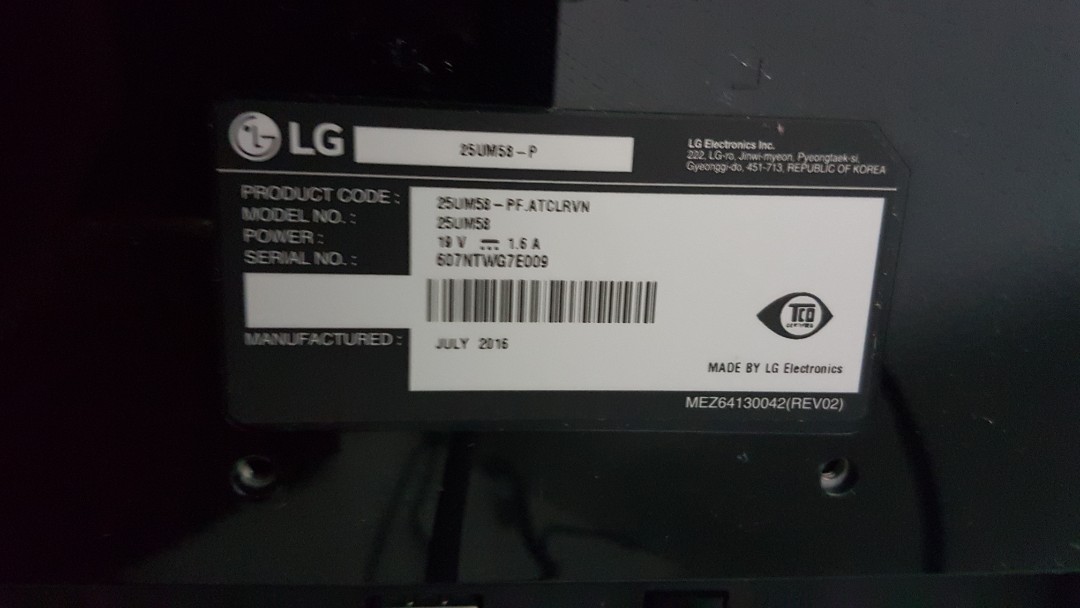 LG 25UM58-P
LG Electronics Inc.
222, LG-ro, Jinwi-myeon, Pyeongtaek-si,
Gyeonggi-do, 451-713, REPUBLIC OF KOREA
PRODUCT CODE : 25UM58-PF.ATCLRVN
MODEL NO. : 25UM58
POWER : 19 V 1.6 A
SERIAL NO. : 607NTWG7E009
MANUFACTURED : JULY 2016
TCO
CERTIFIED
MADE BY LG Electronics
MEZ64130042(REV02)